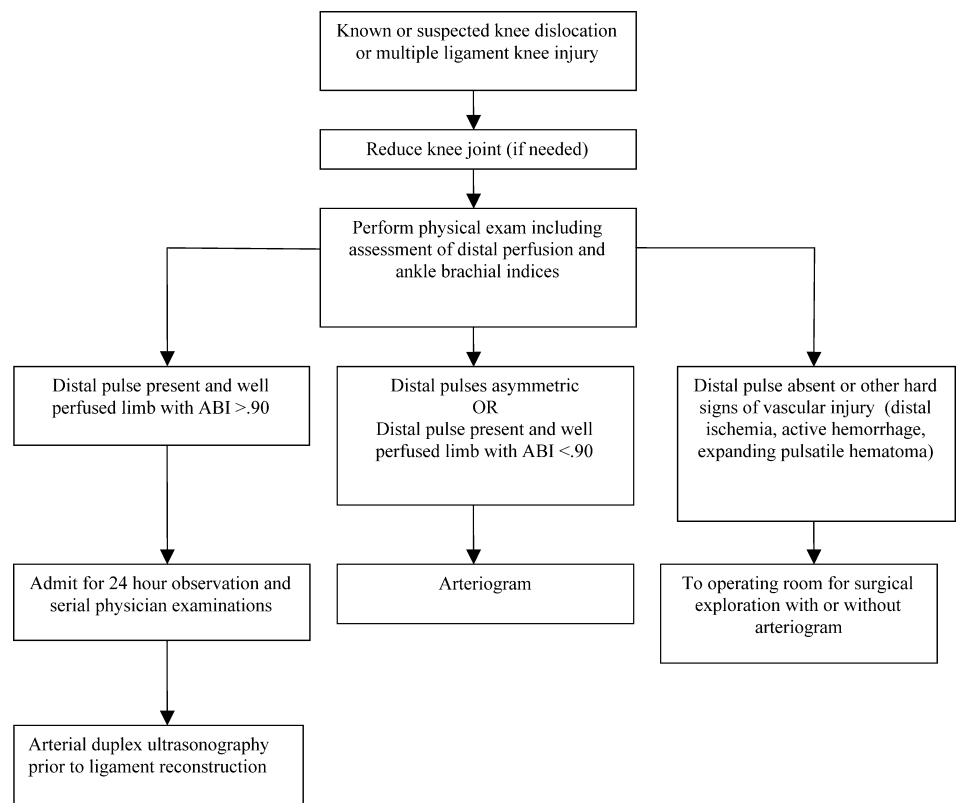 Known or suspected knee dislocation
or multiple ligament knee injury
Reduce knee joint (if needed)
Perform physical exam including
assessment of distal perfusion and
ankle brachial indices
Distal pulse present and well
perfused limb with ABI >.90
Distal pulses asymmetric
OR
Distal pulse present and well
perfused limb with ABI <.90
Distal pulse absent or other hard
signs of vascular injury (distal
ischemia, active hemorrhage,
expanding pulsatile hematoma)
Admit for 24 hour observation and
serial physician examinations
Arteriogram
To operating room for surgical
exploration with or without
arteriogram
Arterial duplex ultrasonography
prior to ligament reconstruction